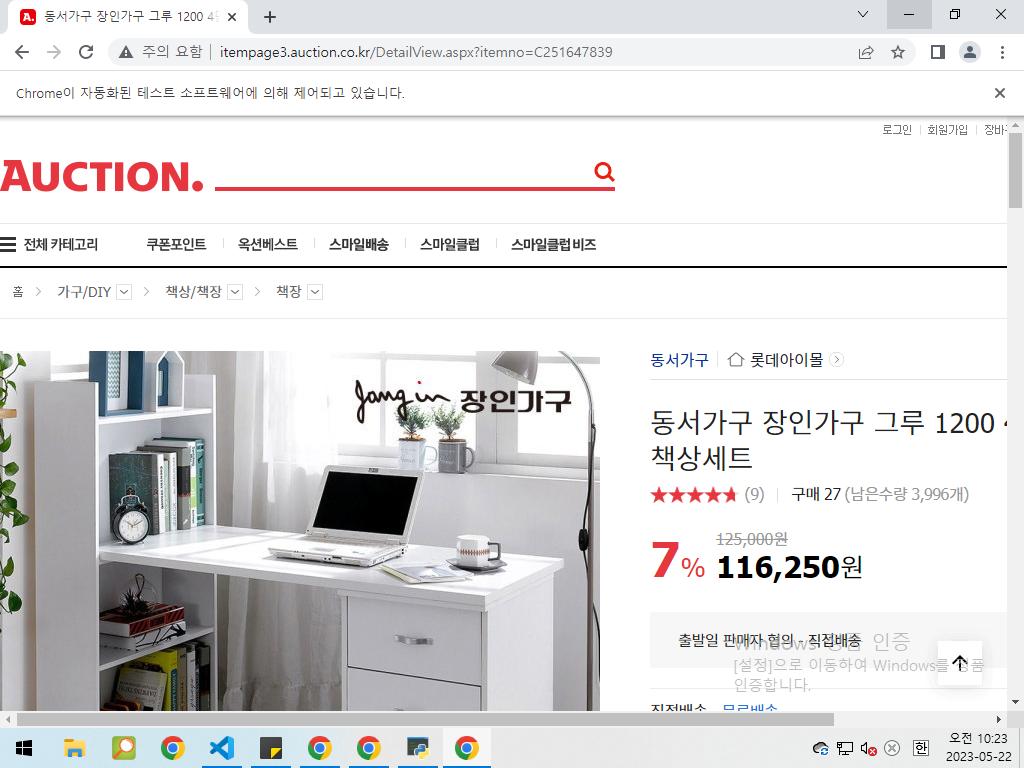 동서가구 장인가구 그루 1200 4
주의 요함 itempage3.auction.co.kr/DetailView.aspx?itemno=C251647839
Chrome이 자동화된 테스트 소프트웨어에 의해 제어되고 있습니다.
로그인 회원가입 장바
AUCTION.
전체 카테고리 쿠폰포인트 옥션베스트 스마일배송 스마일클럽 스마일클럽 비즈
홈 가구/DIY 책상/책장 책장
Jang in 장인가구
동서가구 롯데아이몰
동서가구 장인가구 그루 1200
책상세트
(9) 구매 27 (남은수량 3,996개)
125,000원
7% 116,250원
출발일 판매자 협의 - 직접배송
Windows 정품 인증
[설정]으로 이동하여 Windows를 정품
인증합니다.
직접배송 무료배송
한
오전 10:23
2023-05-22